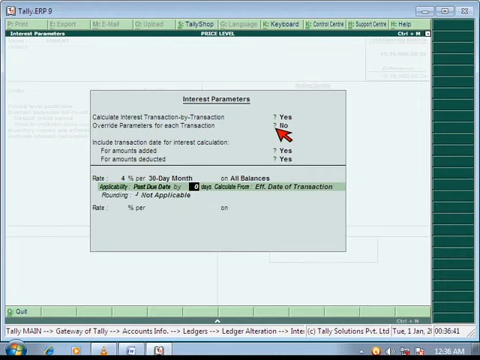 Tally.ERP 9
P: Print E: Export M: E-Mail O: Upload S: TallyShop G: Language K: Keyboard K: Control Centre H: Support Centre H: Help
Interest Parameters PRICE LEVEL Ctrl + M
Interest Parameters
Calculate Interest Transaction-by-Transaction ? Yes
Override Parameters for each Transaction ? No
Include transaction date for interest calculation:
For amounts added ? Yes
For amounts deducted ? Yes
Rate : 4 % per 30-Day Month on All Balances
Applicability : Past Due Date by 0 days. Calculate From : Eff. Date of Transaction
Rounding : ┘ Not Applicable
Rate : % per on
Q: Quit
Ctrl + N
Tally MAIN --> Gateway of Tally --> Accounts Info. --> Ledgers --> Ledger Alteration --> Inter (c) Tally Solutions Pvt. Ltd Tue, 1 Jan, 00:36:41
12:36 AM